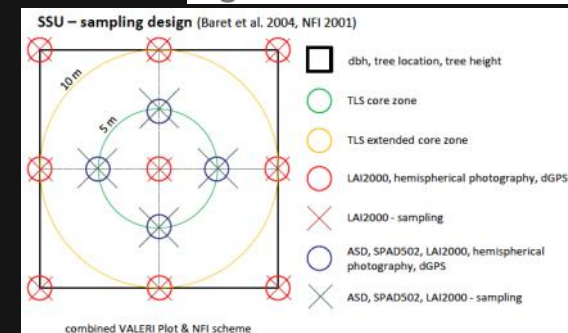 SSU – sampling design (Baret et al. 2004, NFI 2001)
10 m
5 m
dbh, tree location, tree height
TLS core zone
TLS extended core zone
LAI2000, hemispherical photography, dGPS
LAI2000 - sampling
ASD, SPAD502, LAI2000, hemispherical
photography, dGPS
ASD, SPAD502, LAI2000 - sampling
combined VALERI Plot & NFI scheme